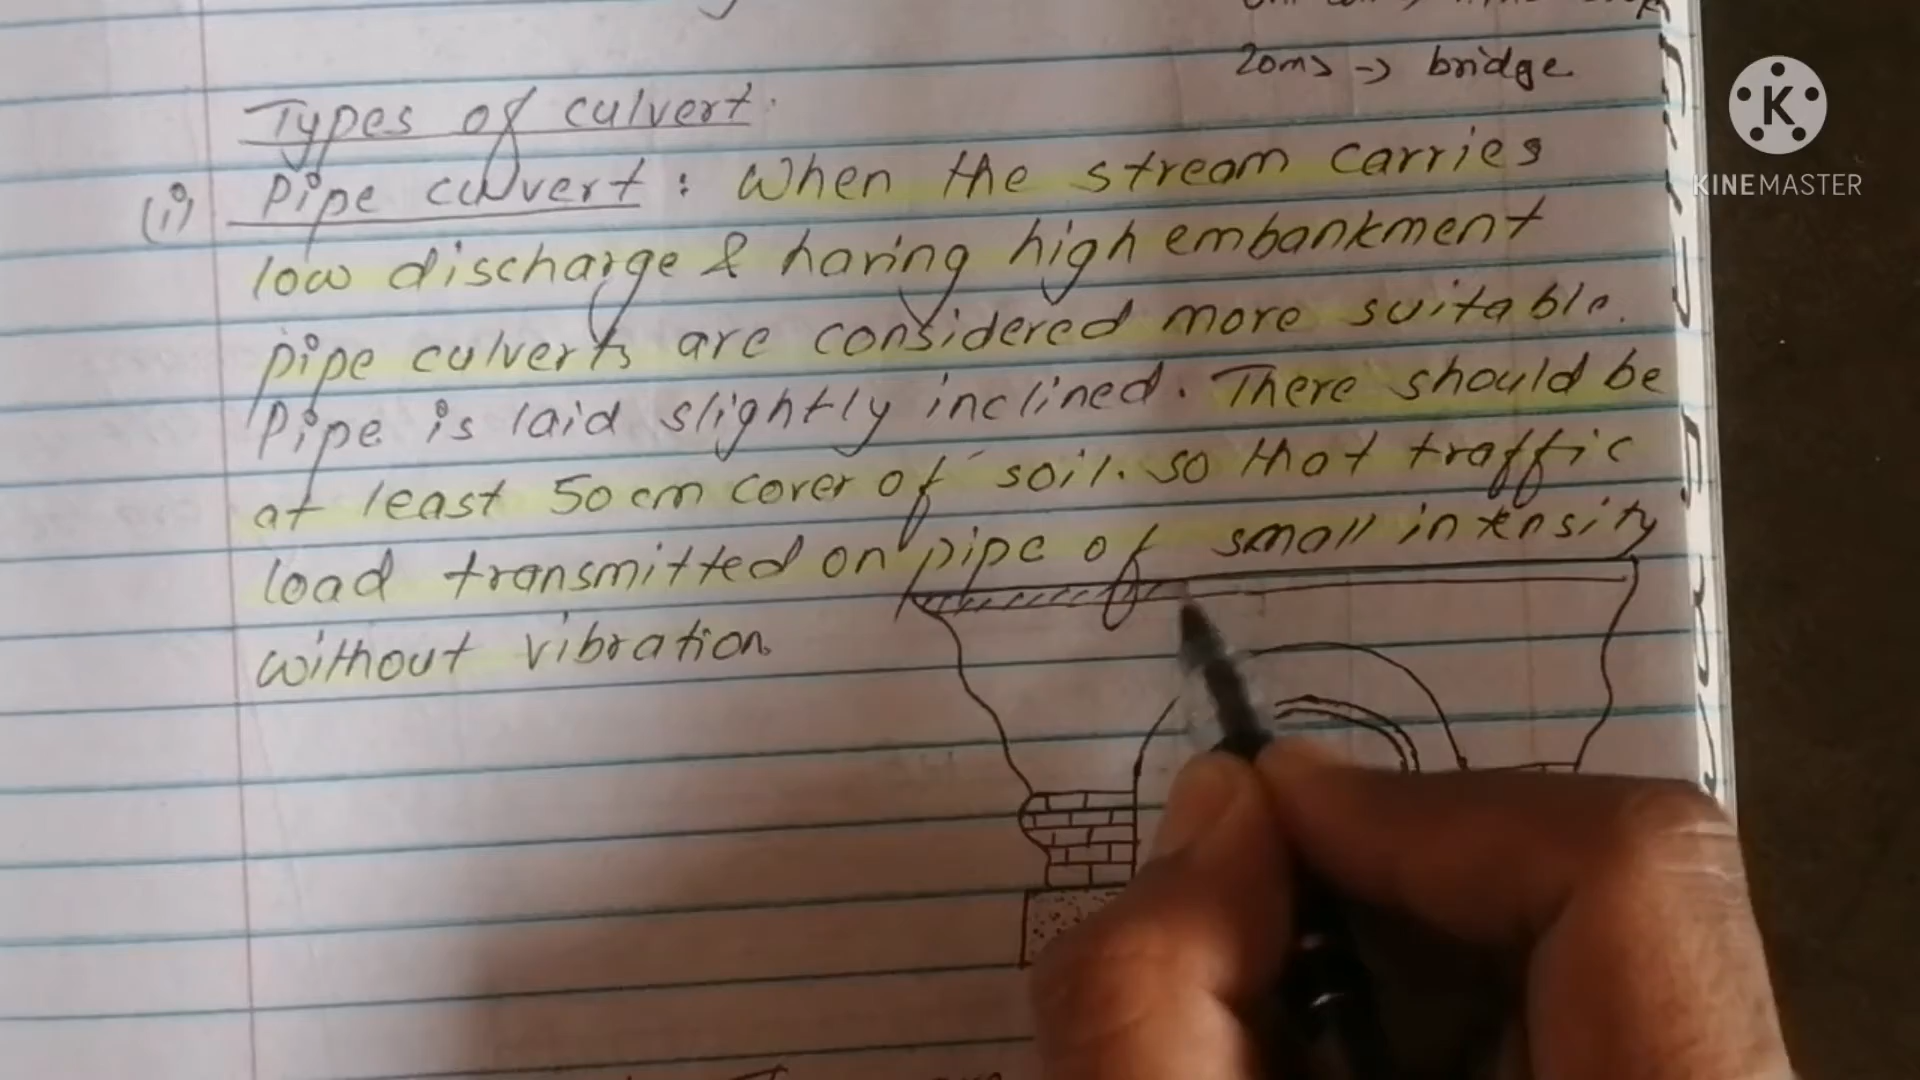 20ms -> bridge
KINEMASTER
Types of culvert.
(i) Pipe culvert : When the stream carries
low discharge & having high embankment
pipe culverts are considered more suitable.
Pipe is laid slightly inclined. There should be
at least 50 cm cover of soil. so that traffic
load transmitted on pipe of small intensity
without vibration.